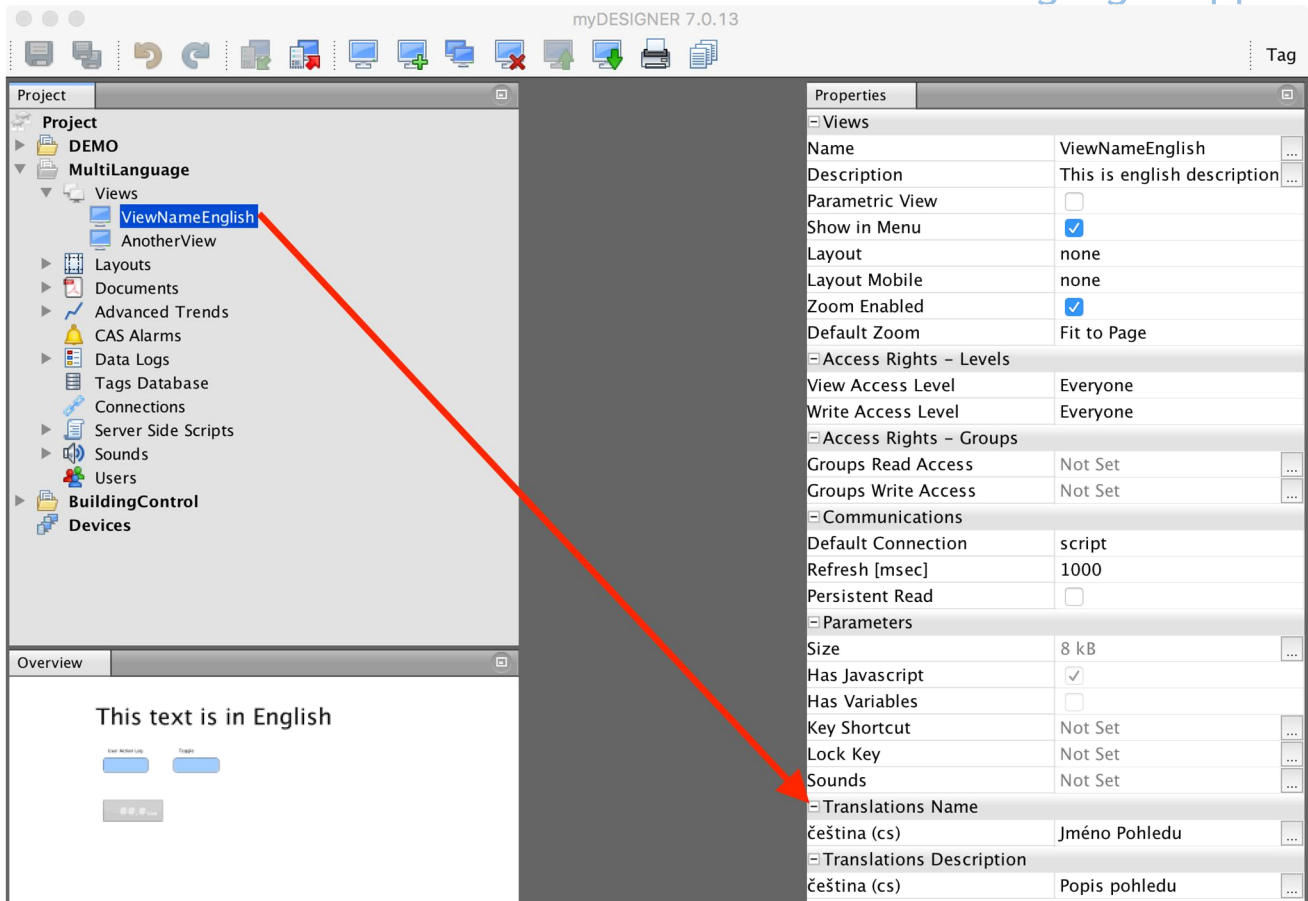 myDESIGNER 7.0.13
Tag
Project
Project
DEMO
MultiLanguage
Views
ViewNameEnglish
AnotherView
Layouts
Documents
Advanced Trends
CAS Alarms
Data Logs
Tags Database
Connections
Server Side Scripts
Sounds
Users
BuildingControl
Devices
Overview
This text is in English
User Action Log Toggle
Properties
Views
Name ViewNameEnglish ...
Description This is english description ...
Parametric View
Show in Menu
Layout none
Layout Mobile none
Zoom Enabled
Default Zoom Fit to Page
Access Rights – Levels
View Access Level Everyone
Write Access Level Everyone
Access Rights – Groups
Groups Read Access Not Set ...
Groups Write Access Not Set ...
Communications
Default Connection script
Refresh [msec] 1000
Persistent Read
Parameters
Size 8 kB ...
Has Javascript
Has Variables
Key Shortcut Not Set ...
Lock Key Not Set ...
Sounds Not Set ...
Translations Name
čeština (cs) Jméno Pohledu ...
Translations Description
čeština (cs) Popis pohledu ...